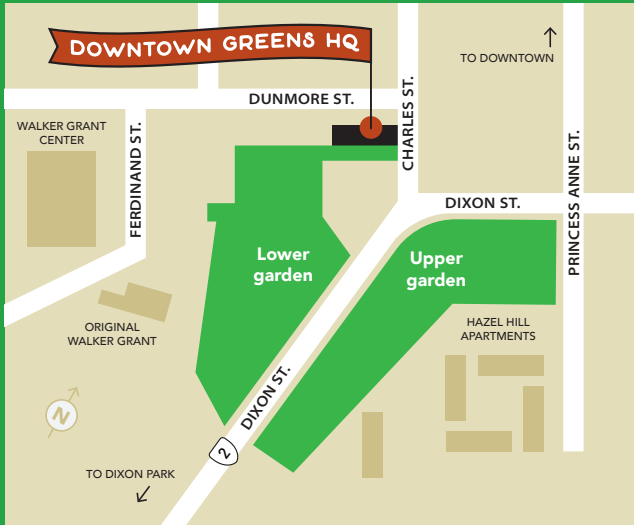 DOWNTOWN GREENS HQ
TO DOWNTOWN
DUNMORE ST.
CHARLES ST.
WALKER GRANT
CENTER
FERDINAND ST.
PRINCESS ANNE ST.
DIXON ST.
Lower
garden
Upper
garden
ORIGINAL
WALKER GRANT
HAZEL HILL
APARTMENTS
DIXON ST.
N
2
TO DIXON PARK